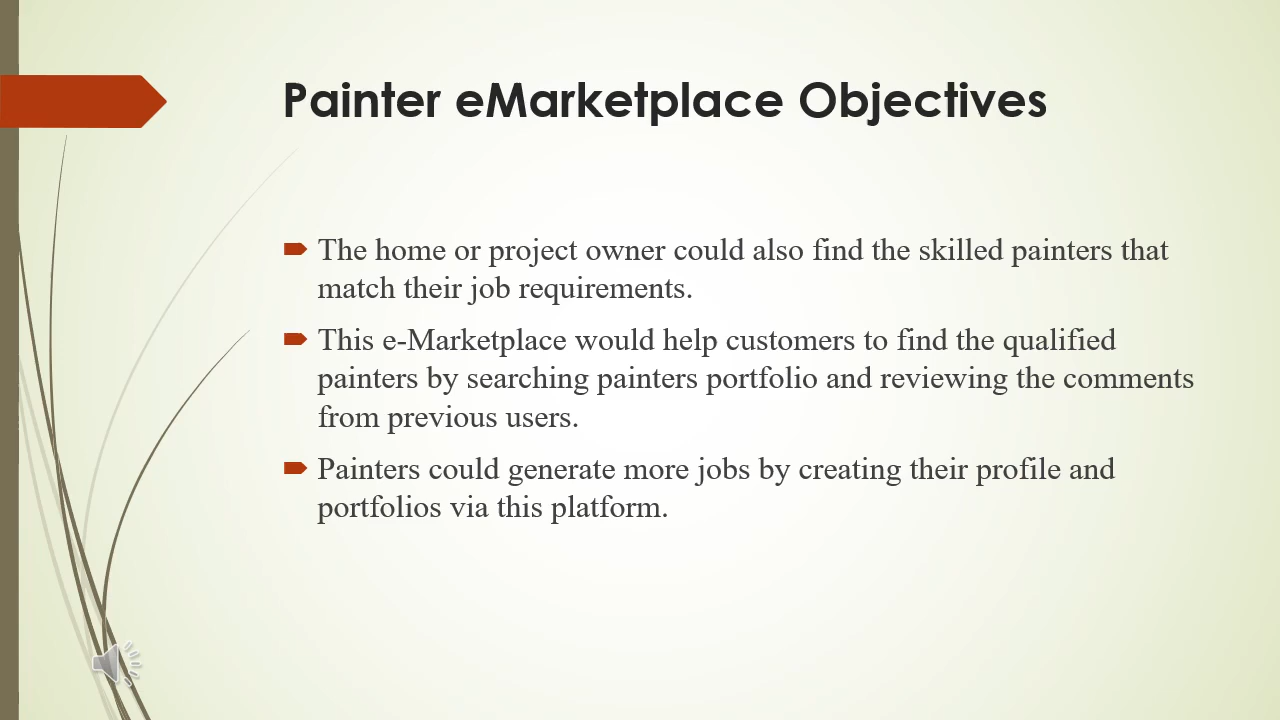 Painter eMarketplace Objectives
The home or project owner could also find the skilled painters that
match their job requirements.
This e-Marketplace would help customers to find the qualified
painters by searching painters portfolio and reviewing the comments
from previous users.
Painters could generate more jobs by creating their profile and
portfolios via this platform.